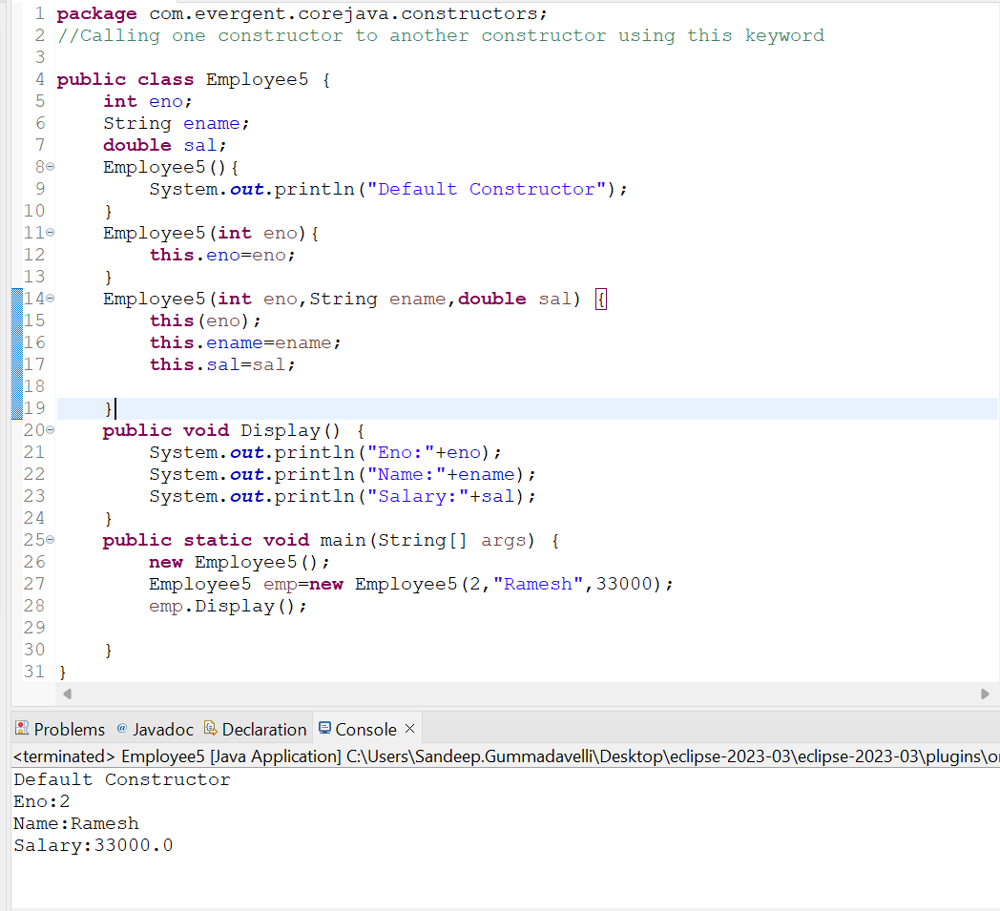 1 package com.evergent.corejava.constructors;
2 //Calling one constructor to another constructor using this keyword
3
4 public class Employee5 {
5     int eno;
6     String ename;
7     double sal;
8     Employee5(){
9         System.out.println("Default Constructor");
10     }
11     Employee5(int eno){
12         this.eno=eno;
13     }
14     Employee5(int eno,String ename,double sal) {
15         this(eno);
16         this.ename=ename;
17         this.sal=sal;
18
19     }
20     public void Display() {
21         System.out.println("Eno:"+eno);
22         System.out.println("Name:"+ename);
23         System.out.println("Salary:"+sal);
24     }
25     public static void main(String[] args) {
26         new Employee5();
27         Employee5 emp=new Employee5(2,"Ramesh",33000);
28         emp.Display();
29
30     }
31 }
Problems @ Javadoc Declaration Console ×
<terminated> Employee5 [Java Application] C:\Users\Sandeep.Gummadavelli\Desktop\eclipse-2023-03\eclipse-2023-03\plugins\
Default Constructor
Eno:2
Name:Ramesh
Salary:33000.0